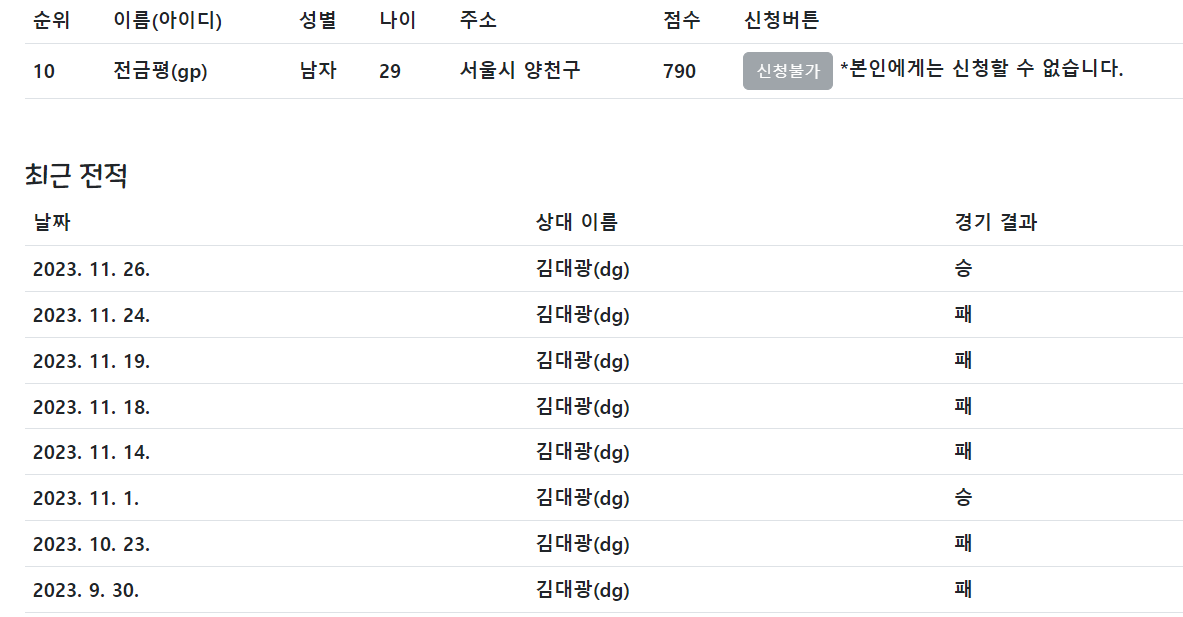 순위 이름(아이디) 성별 나이 주소 점수 신청버튼
10 전금평(gp) 남자 29 서울시 양천구 790 신청불가 *본인에게는 신청할 수 없습니다.
최근 전적
날짜 상대 이름 경기 결과
2023. 11. 26. 김대광(dg) 승
2023. 11. 24. 김대광(dg) 패
2023. 11. 19. 김대광(dg) 패
2023. 11. 18. 김대광(dg) 패
2023. 11. 14. 김대광(dg) 패
2023. 11. 1. 김대광(dg) 승
2023. 10. 23. 김대광(dg) 패
2023. 9. 30. 김대광(dg) 패